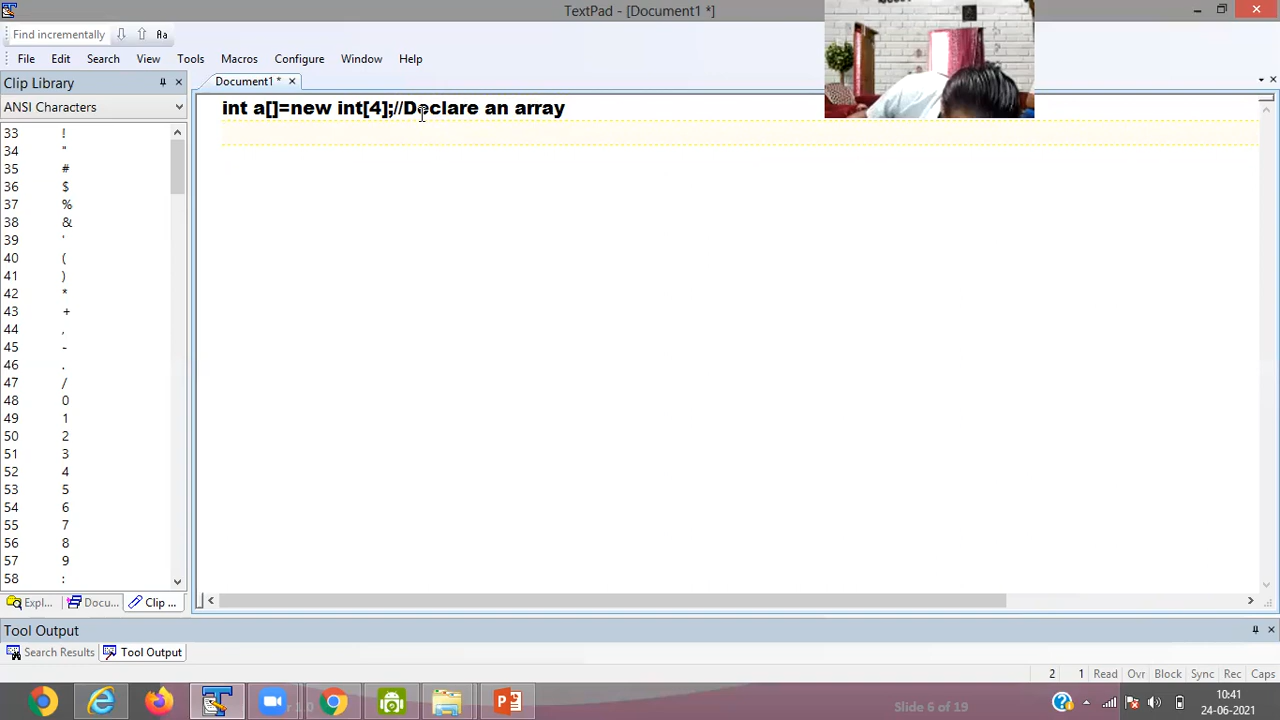 TextPad - [Document1 *]
Find incrementally
File Edit Search View Macros Configure Window Help
Clip Library
Document1 *
ANSI Characters
int a[]=new int[4];//Declare an array
33 !
34 "
35 #
36 $
37 %
38 &
39 '
40 (
41 )
42 *
43 +
44 ,
45 -
46 .
47 /
48 0
49 1
50 2
51 3
52 4
53 5
54 6
55 7
56 8
57 9
58 :
Expl... Docu... Clip ...
Tool Output
Search Results Tool Output
2 1 Read Ovr Block Sync Rec Caps
1.0 Slide 6 of 19
10:41
24-06-2021